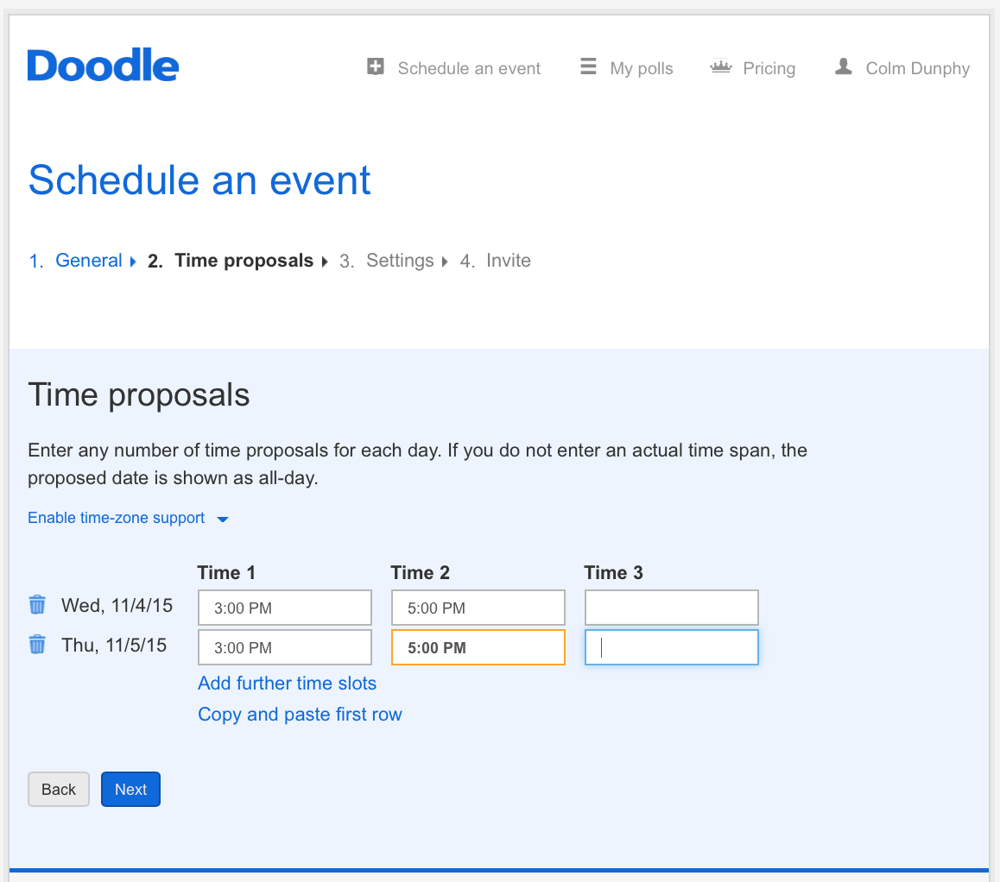 Doodle
Schedule an event My polls Pricing Colm Dunphy
Schedule an event
1. General 2. Time proposals 3. Settings 4. Invite
Time proposals
Enter any number of time proposals for each day. If you do not enter an actual time span, the
proposed date is shown as all-day.
Enable time-zone support
Time 1 Time 2 Time 3
Wed, 11/4/15 3:00 PM 5:00 PM
Thu, 11/5/15 3:00 PM 5:00 PM
Add further time slots
Copy and paste first row
Back Next